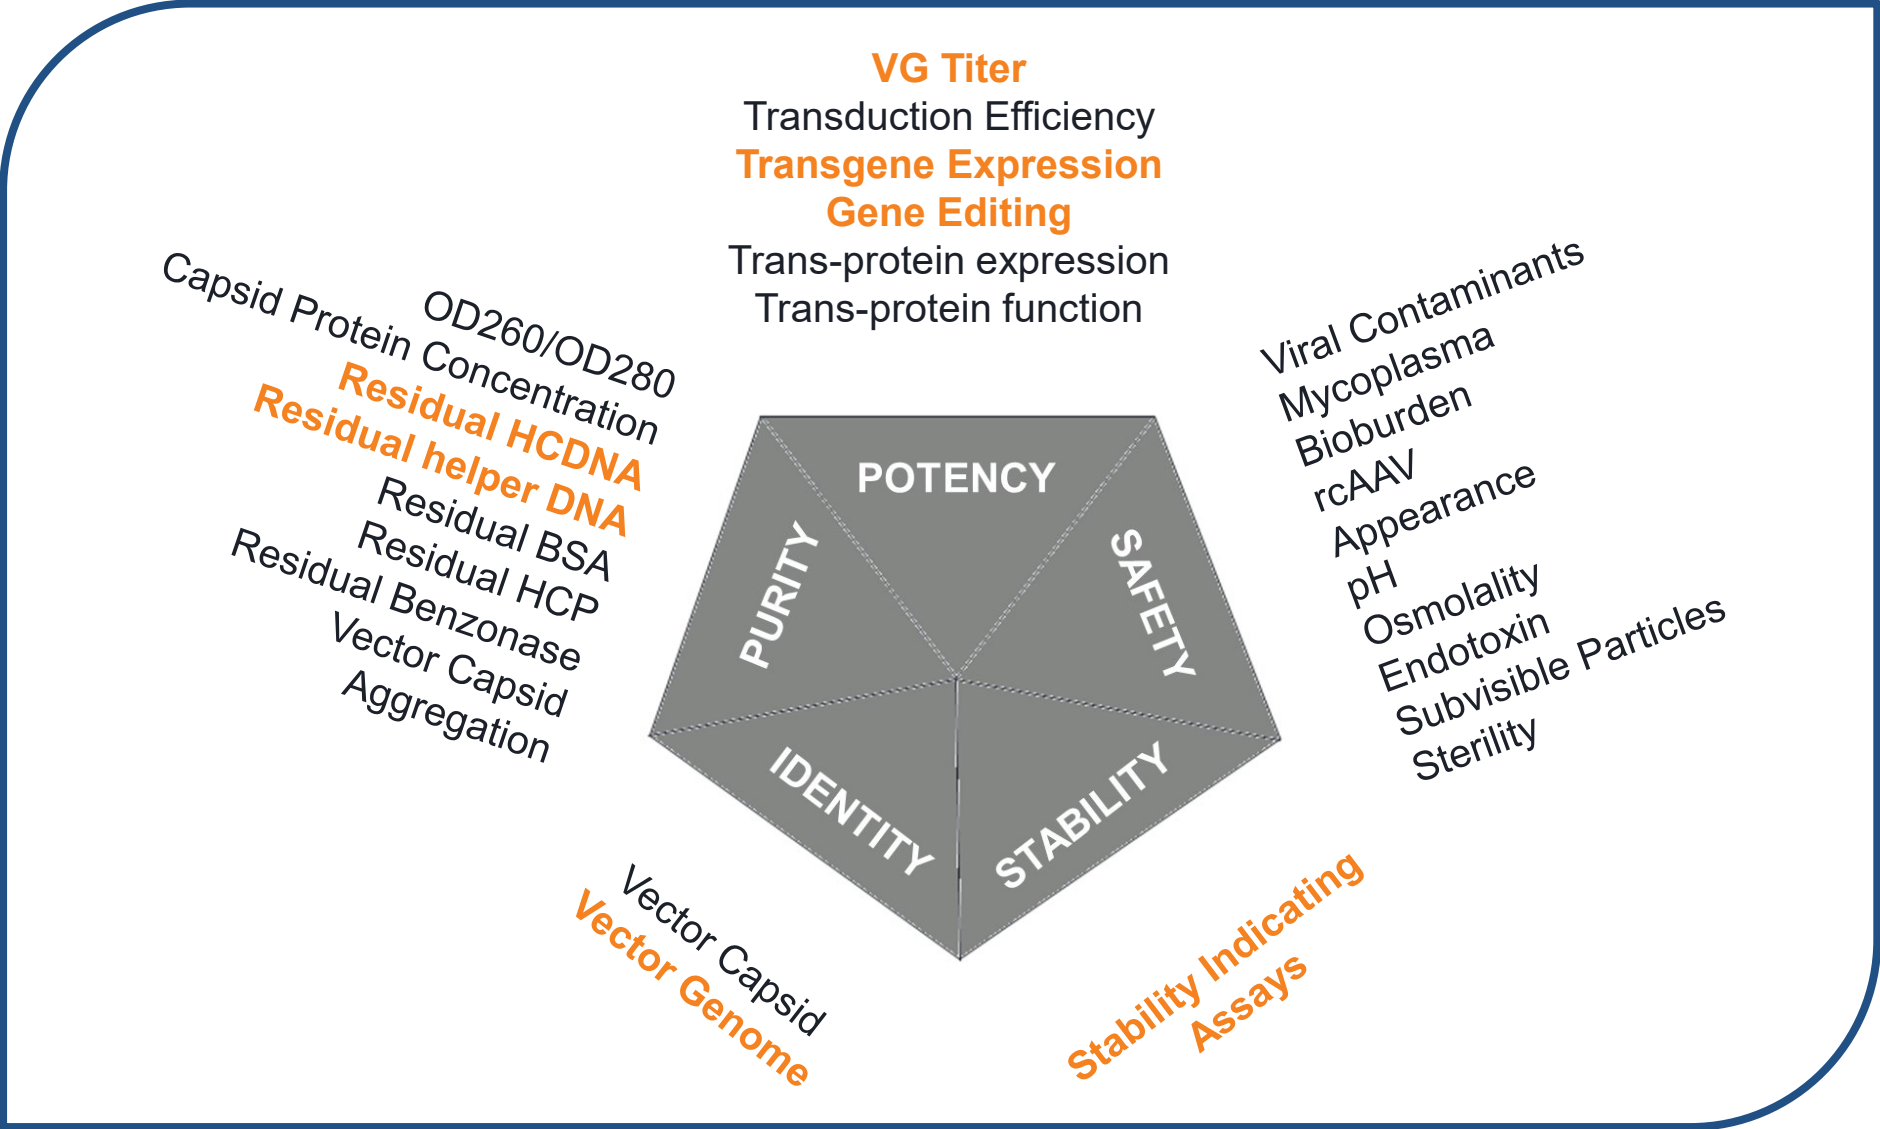 VG Titer
Transduction Efficiency
Transgene Expression
Gene Editing
Trans-protein expression
Trans-protein function
OD260/OD280
Capsid Protein Concentration
Residual HCDNA
Residual helper DNA
Residual BSA
Residual HCP
Residual Benzonase
Vector Capsid
Aggregation
Viral Contaminants
Mycoplasma
Bioburden
rcAAV
Appearance
pH
Osmolality
Endotoxin
Subvisible Particles
Sterility
POTENCY
PURITY
SAFETY
IDENTITY
STABILITY
Vector Capsid
Vector Genome
Stability Indicating
Assays